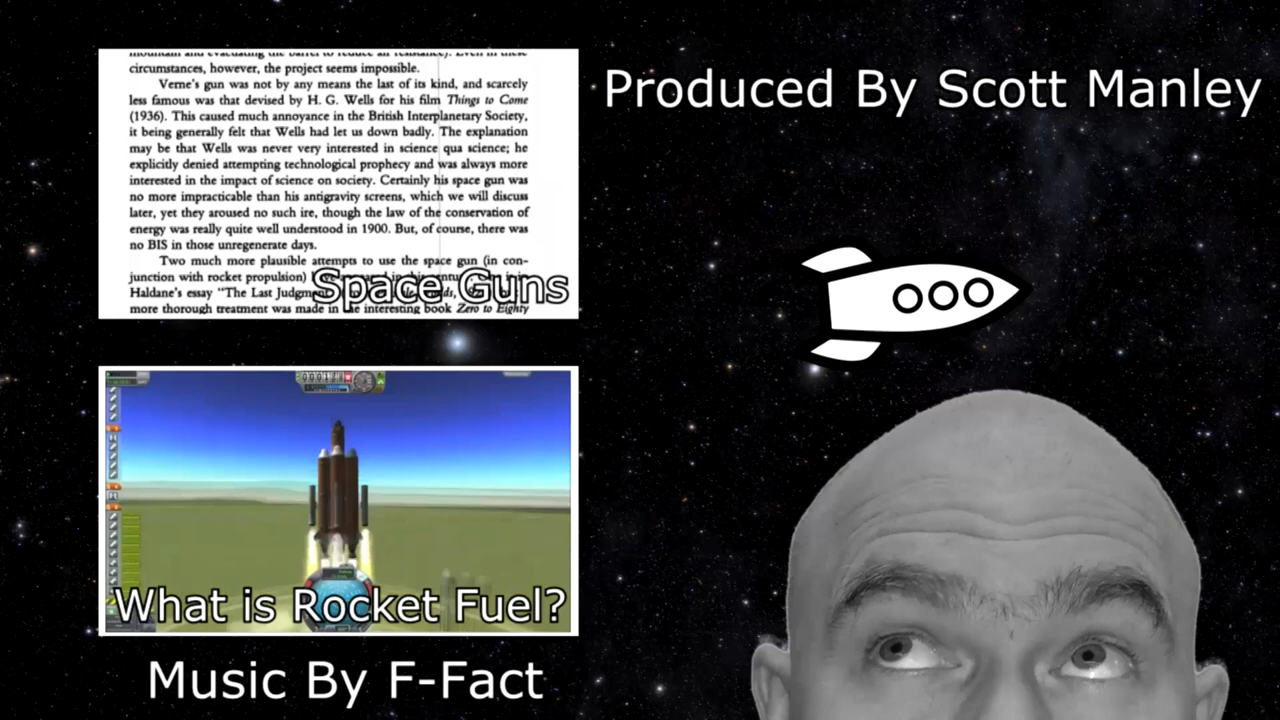 circumstances, however, the project seems impossible.
Verne's gun was not by any means the last of its kind, and scarcely
less famous was that devised by H. G. Wells for his film Things to Come
(1936). This caused much annoyance in the British Interplanetary Society,
it being generally felt that Wells had let us down badly. The explanation
may be that Wells was never very interested in science qua science; he
explicitly denied attempting technological prophecy and was always more
interested in the impact of science on society. Certainly his space gun was
no more impracticable than his antigravity screens, which we will discuss
later, yet they aroused no such ire, though the law of the conservation of
energy was really quite well understood in 1900. But, of course, there was
no BIS in those unregenerate days.
Two much more plausible attempts to use the space gun (in con-
junction with rocket propulsion)
Haldane's essay "The Last
more thorough treatment was made in the interesting book Zero to Eighty
Space Guns
What is Rocket Fuel?
Music By F-Fact
Produced By Scott Manley